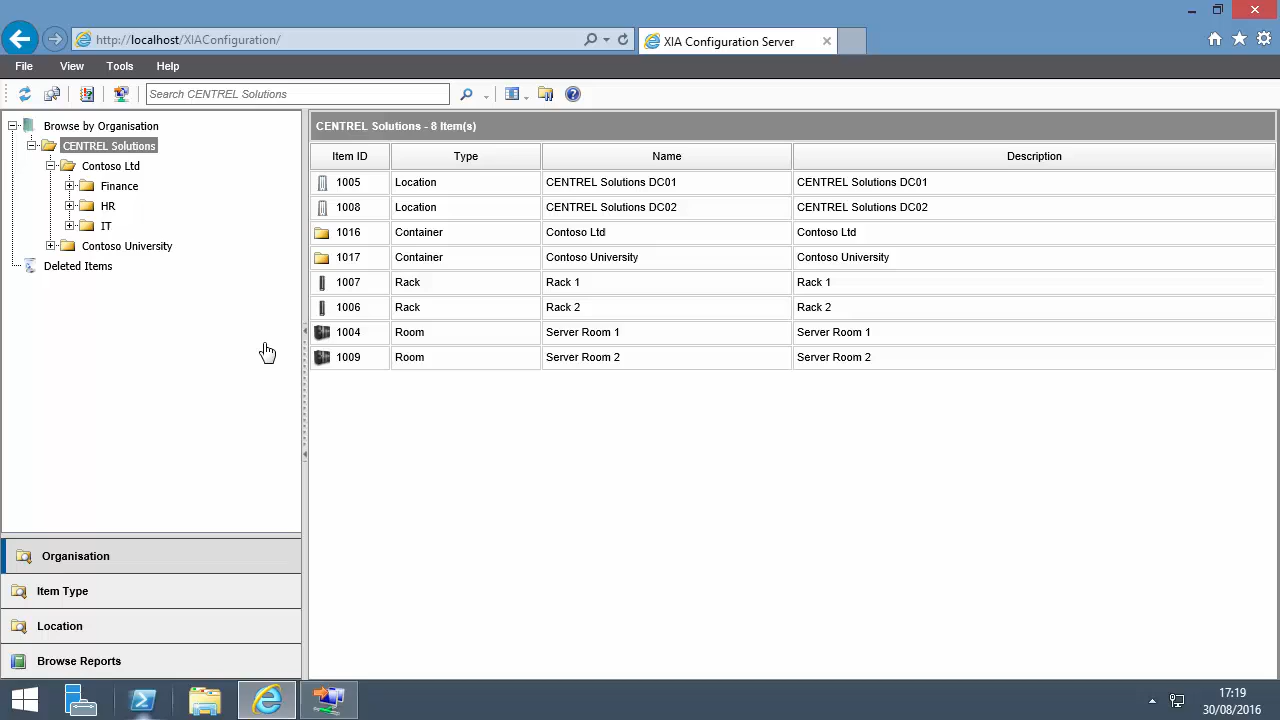 http://localhost/XIAConfiguration/
XIA Configuration Server
File View Tools Help
Search CENTREL Solutions
Browse by Organisation
CENTREL Solutions
Contoso Ltd
Finance
HR
IT
Contoso University
Deleted Items
CENTREL Solutions - 8 Item(s)
Item ID Type Name Description
1005 Location CENTREL Solutions DC01 CENTREL Solutions DC01
1008 Location CENTREL Solutions DC02 CENTREL Solutions DC02
1016 Container Contoso Ltd Contoso Ltd
1017 Container Contoso University Contoso University
1007 Rack Rack 1 Rack 1
1006 Rack Rack 2 Rack 2
1004 Room Server Room 1 Server Room 1
1009 Room Server Room 2 Server Room 2
Organisation
Item Type
Location
Browse Reports
17:19
30/08/2016